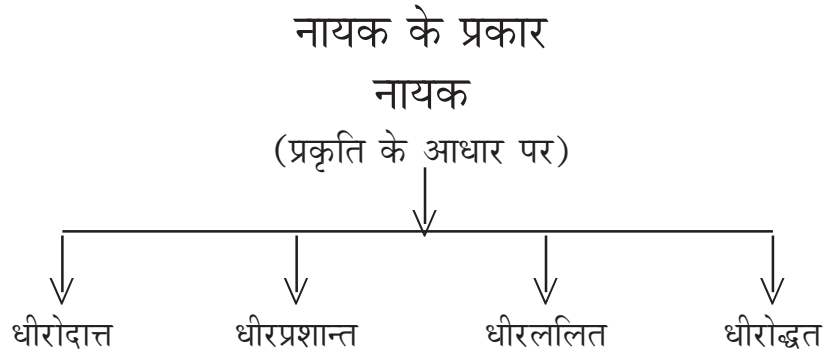 नायक के प्रकार
नायक
(प्रकृति के आधार पर)
धीरोदात्त धीरप्रशान्त धीरललित धीरोद्धत